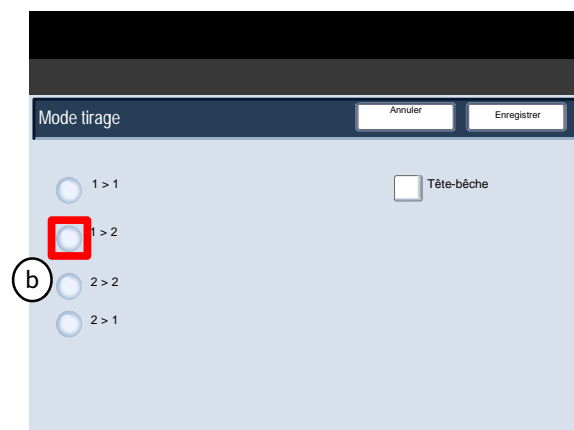 Mode tirage
Annuler
Enregistrer
1 > 1
Tête-bêche
1 > 2
b
2 > 2
2 > 1